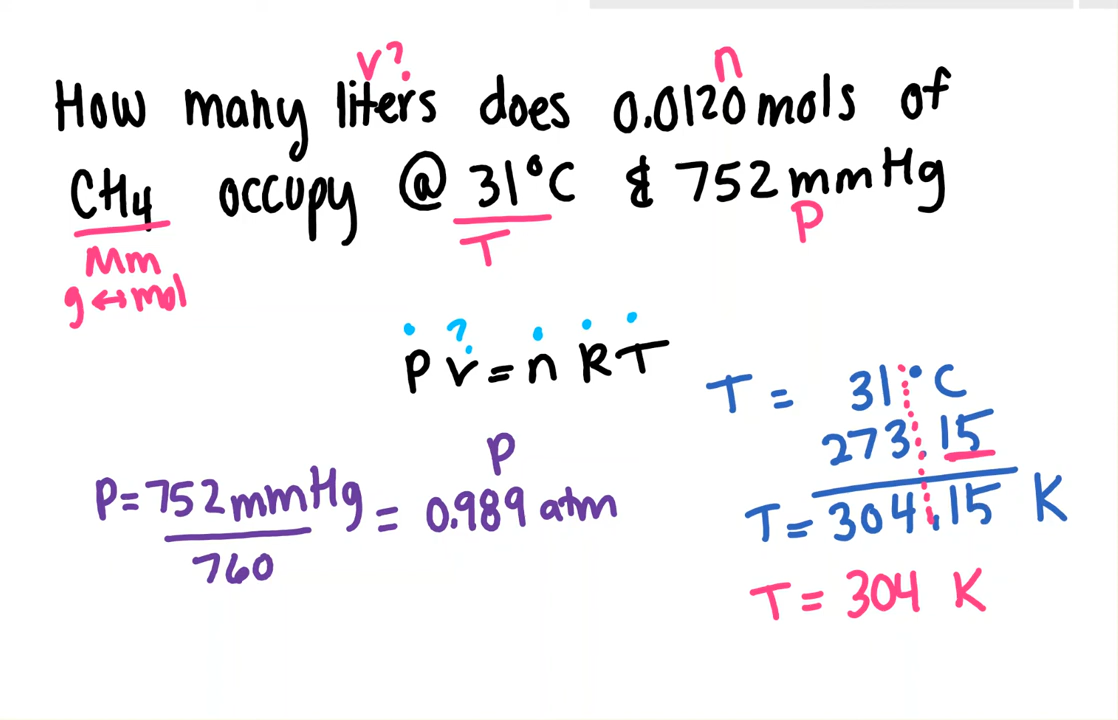 V?
n
How many liters does 0.0120 mols of
CH4 occupy @ 31°C & 752 mmHg
Mm
T
P
g ↔ mol
?
PV = nRT
T = 31°C
273.15
T = 304.15 K
T = 304 K
P
P = 752 mmHg = 0.989 atm
760